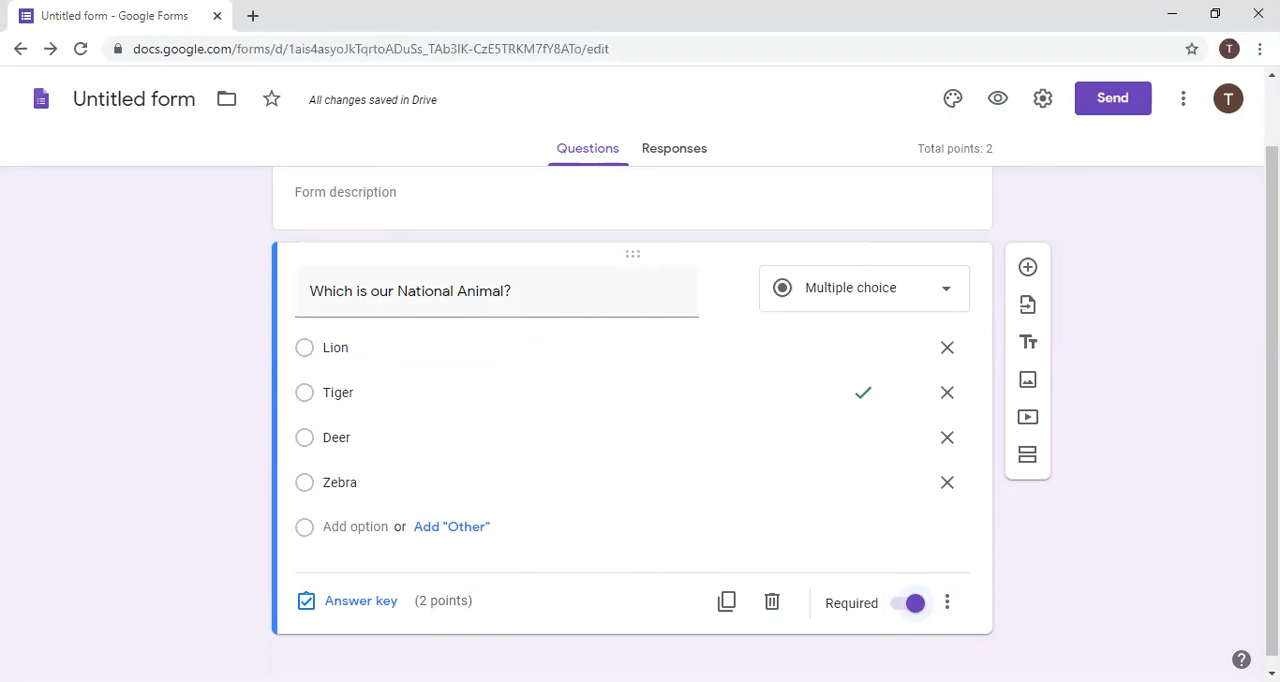 Untitled form - Google Forms
docs.google.com/forms/d/1ais4asyoJkTqrtoADuSs_TAb3IK-CzE5TRKM7fY8ATo/edit
T
Untitled form
All changes saved in Drive
Send
T
Questions
Responses
Total points: 2
Form description
Which is our National Animal?
Multiple choice
Lion
Tiger
Deer
Zebra
Add option or Add "Other"
Answer key (2 points)
Required